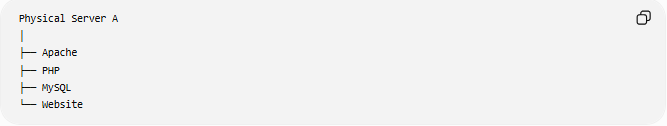 Physical Server A
│
├── Apache
├── PHP
├── MySQL
└── Website